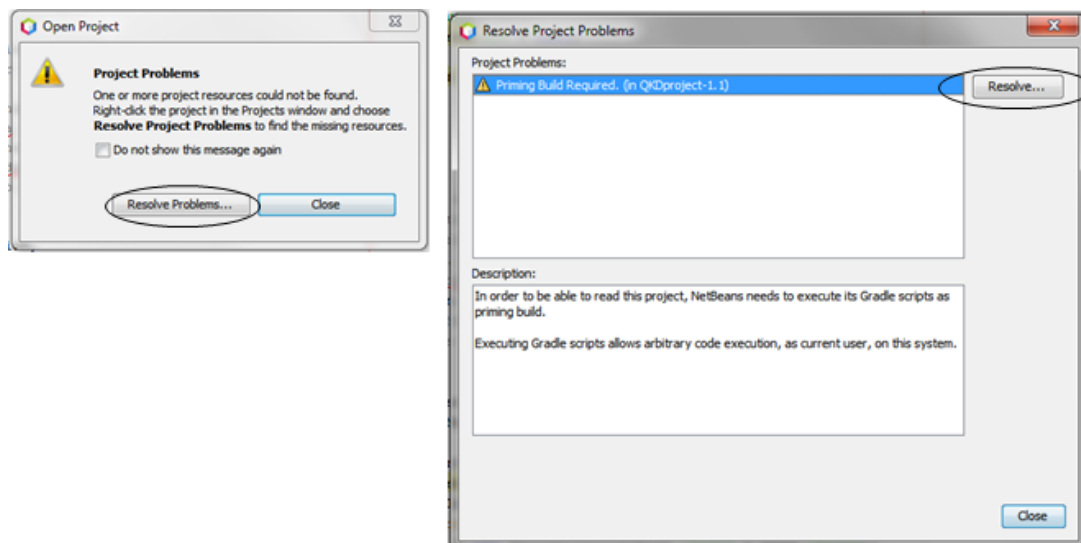 Open Project
Project Problems
One or more project resources could not be found.
Right-click the project in the Projects window and choose
Resolve Project Problems to find the missing resources.
Do not show this message again
Resolve Problems...
Close
Resolve Project Problems
Project Problems:
Priming Build Required. (in QKDproject-1.1)
Resolve...
Description:
In order to be able to read this project, NetBeans needs to execute its Gradle scripts as
priming build.
Executing Gradle scripts allows arbitrary code execution, as current user, on this system.
Close